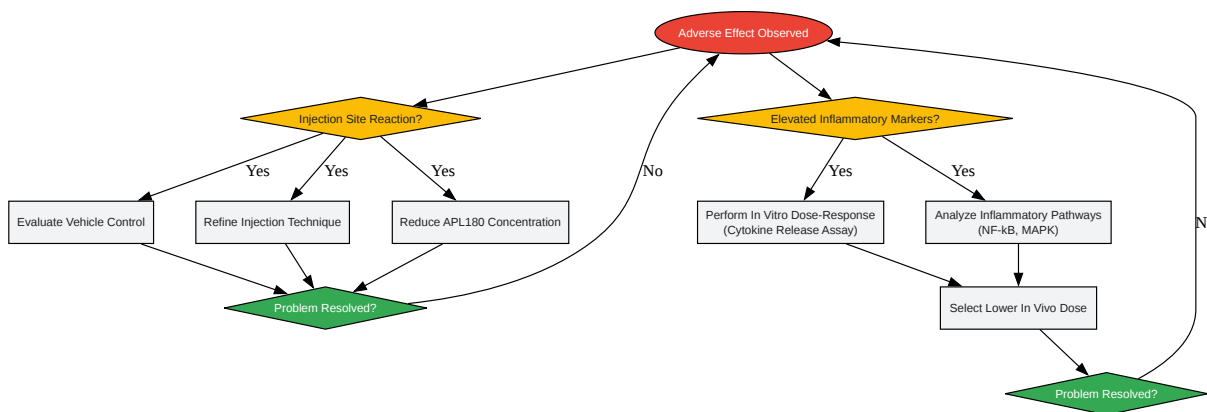 Adverse Effect Observed
Injection Site Reaction?
Elevated Inflammatory Markers?
Yes
Yes
Yes
No
Yes
Yes
Evaluate Vehicle Control
Refine Injection Technique
Reduce APL180 Concentration
Perform In Vitro Dose-Response
(Cytokine Release Assay)
Analyze Inflammatory Pathways
(NF-kB, MAPK)
N
Problem Resolved?
Select Lower In Vivo Dose
Problem Resolved?